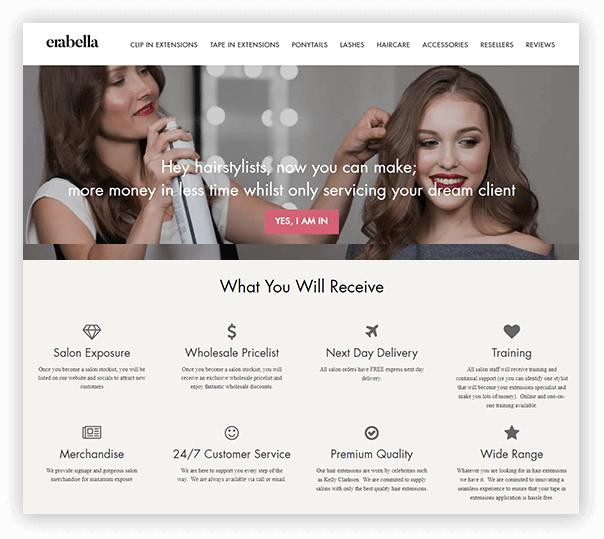 erabella
CLIP IN EXTENSIONS TAPE IN EXTENSIONS PONYTAILS LASHES HAIRCARE ACCESSORIES RESELLERS REVIEWS
Hey hairstylists, now you can make;
more money in less time whilst only servicing your dream client
YES, I AM IN
What You Will Receive
Salon Exposure
Once you become a salon stockist, you will be
listed on our website and socials to attract new
customers
Wholesale Pricelist
Once you become a salon stockist, you will
receive an exclusive wholesale pricelist and
enjoy fantastic wholesale discounts.
Next Day Delivery
All salon orders have FREE express next day
delivery.
Training
All salon staff will receive training and
continual support (or you can identify one stylist
that will become your extensions specialist and
make you lots of money). Online and one-on-
one training available.
Merchandise
We provide signage and gorgeous salon
merchandise for maximum exposure
24/7 Customer Service
We are here to support you every step of the
way. We are always available via call or email.
Premium Quality
Our hair extensions are worn by celebrities such
as Kelly Clarkson. We are commited to supply
salons with only the best quality hair extensions.
Wide Range
Whatever you are looking for in hair extensions
we have it. We are commited to innovating a
seamless experience to ensure that your tape in
extensions application is hassle free.